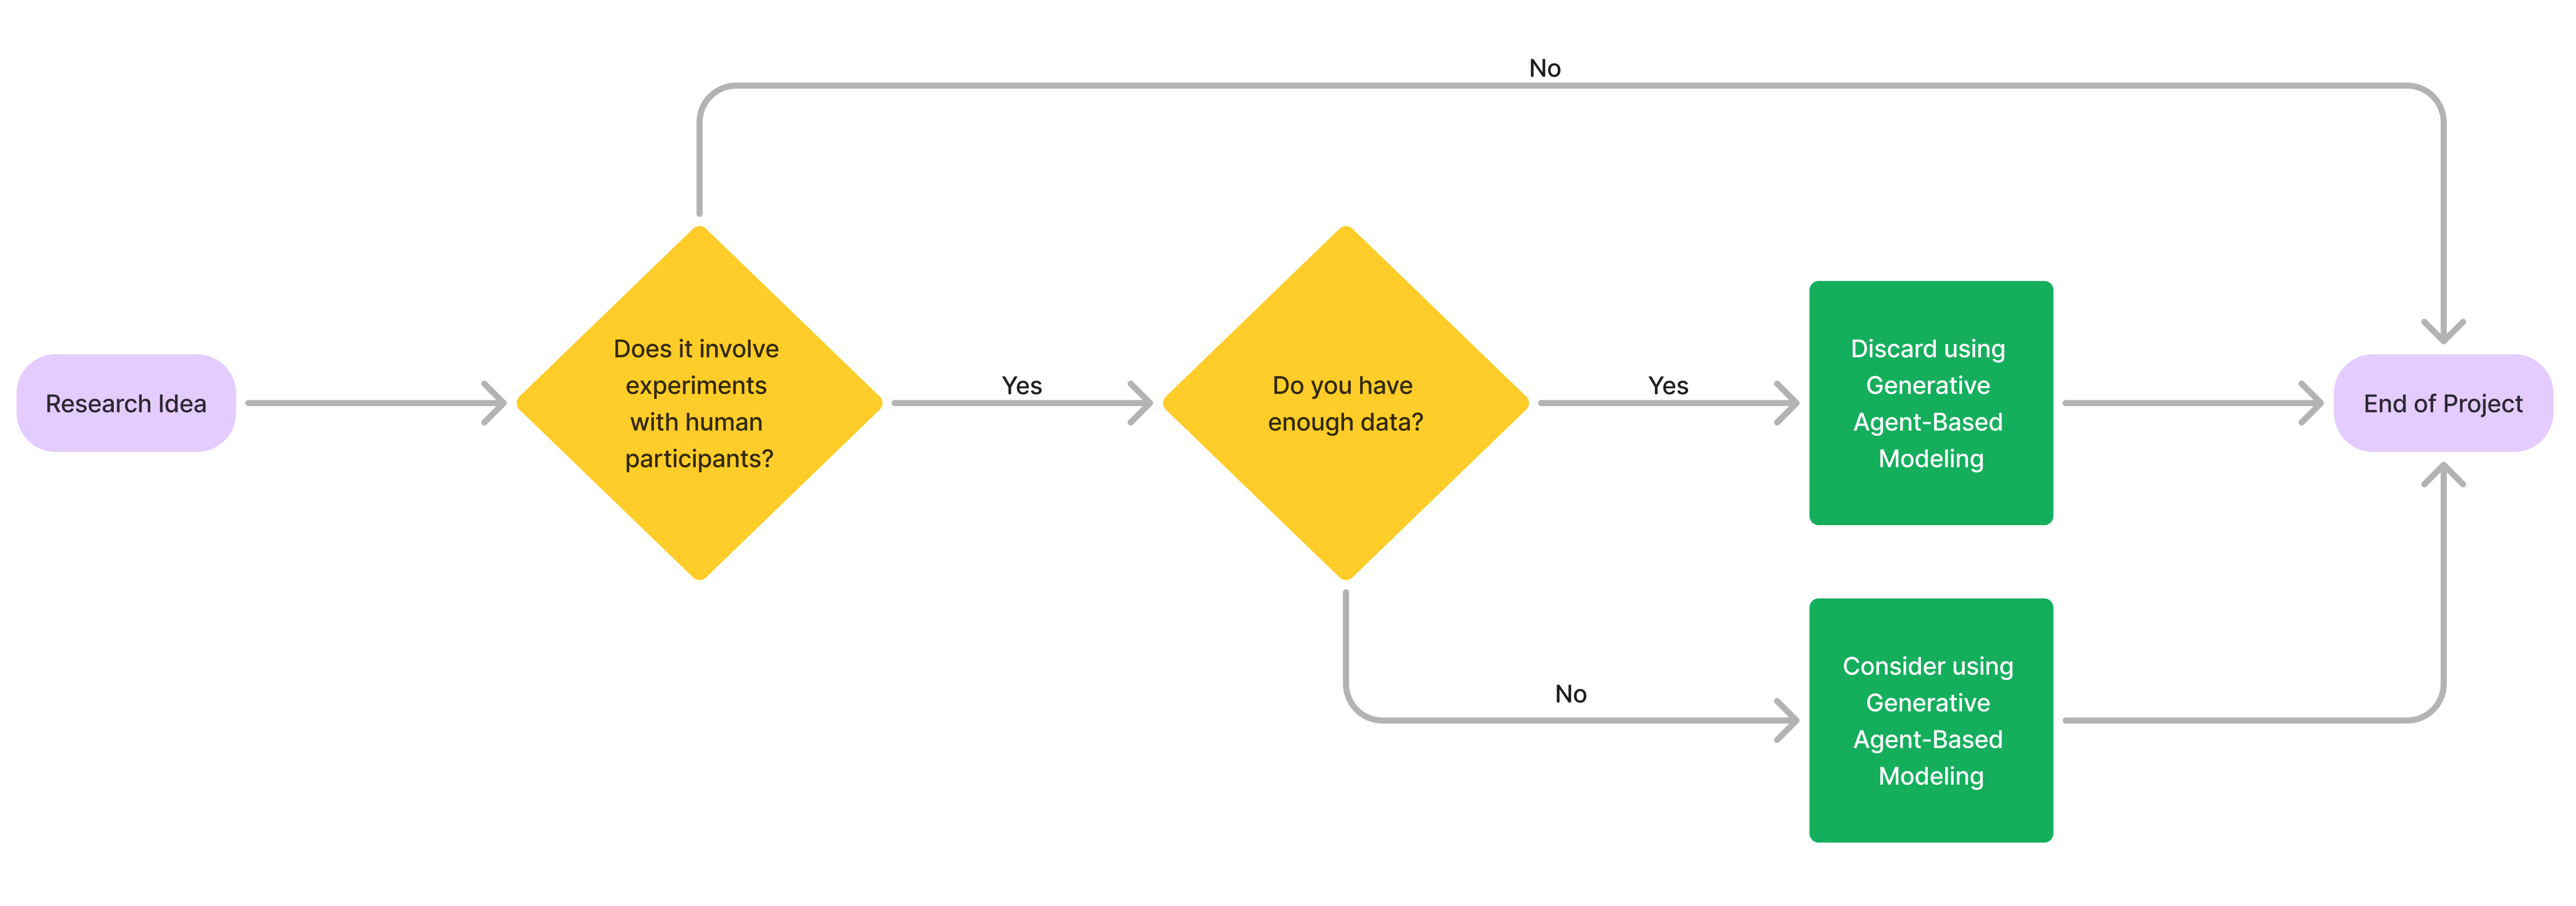 No
Research Idea
Does it involve
experiments
with human
participants?
Yes
Do you have
enough data?
Yes
Discard using
Generative
Agent-Based
Modeling
End of Project
No
Consider using
Generative
Agent-Based
Modeling